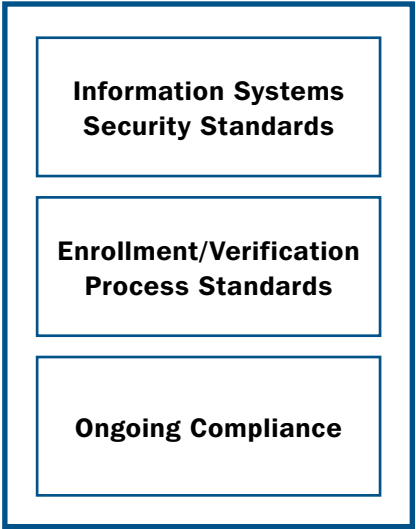 Information Systems
Security Standards
Enrollment/Verification
Process Standards
Ongoing Compliance